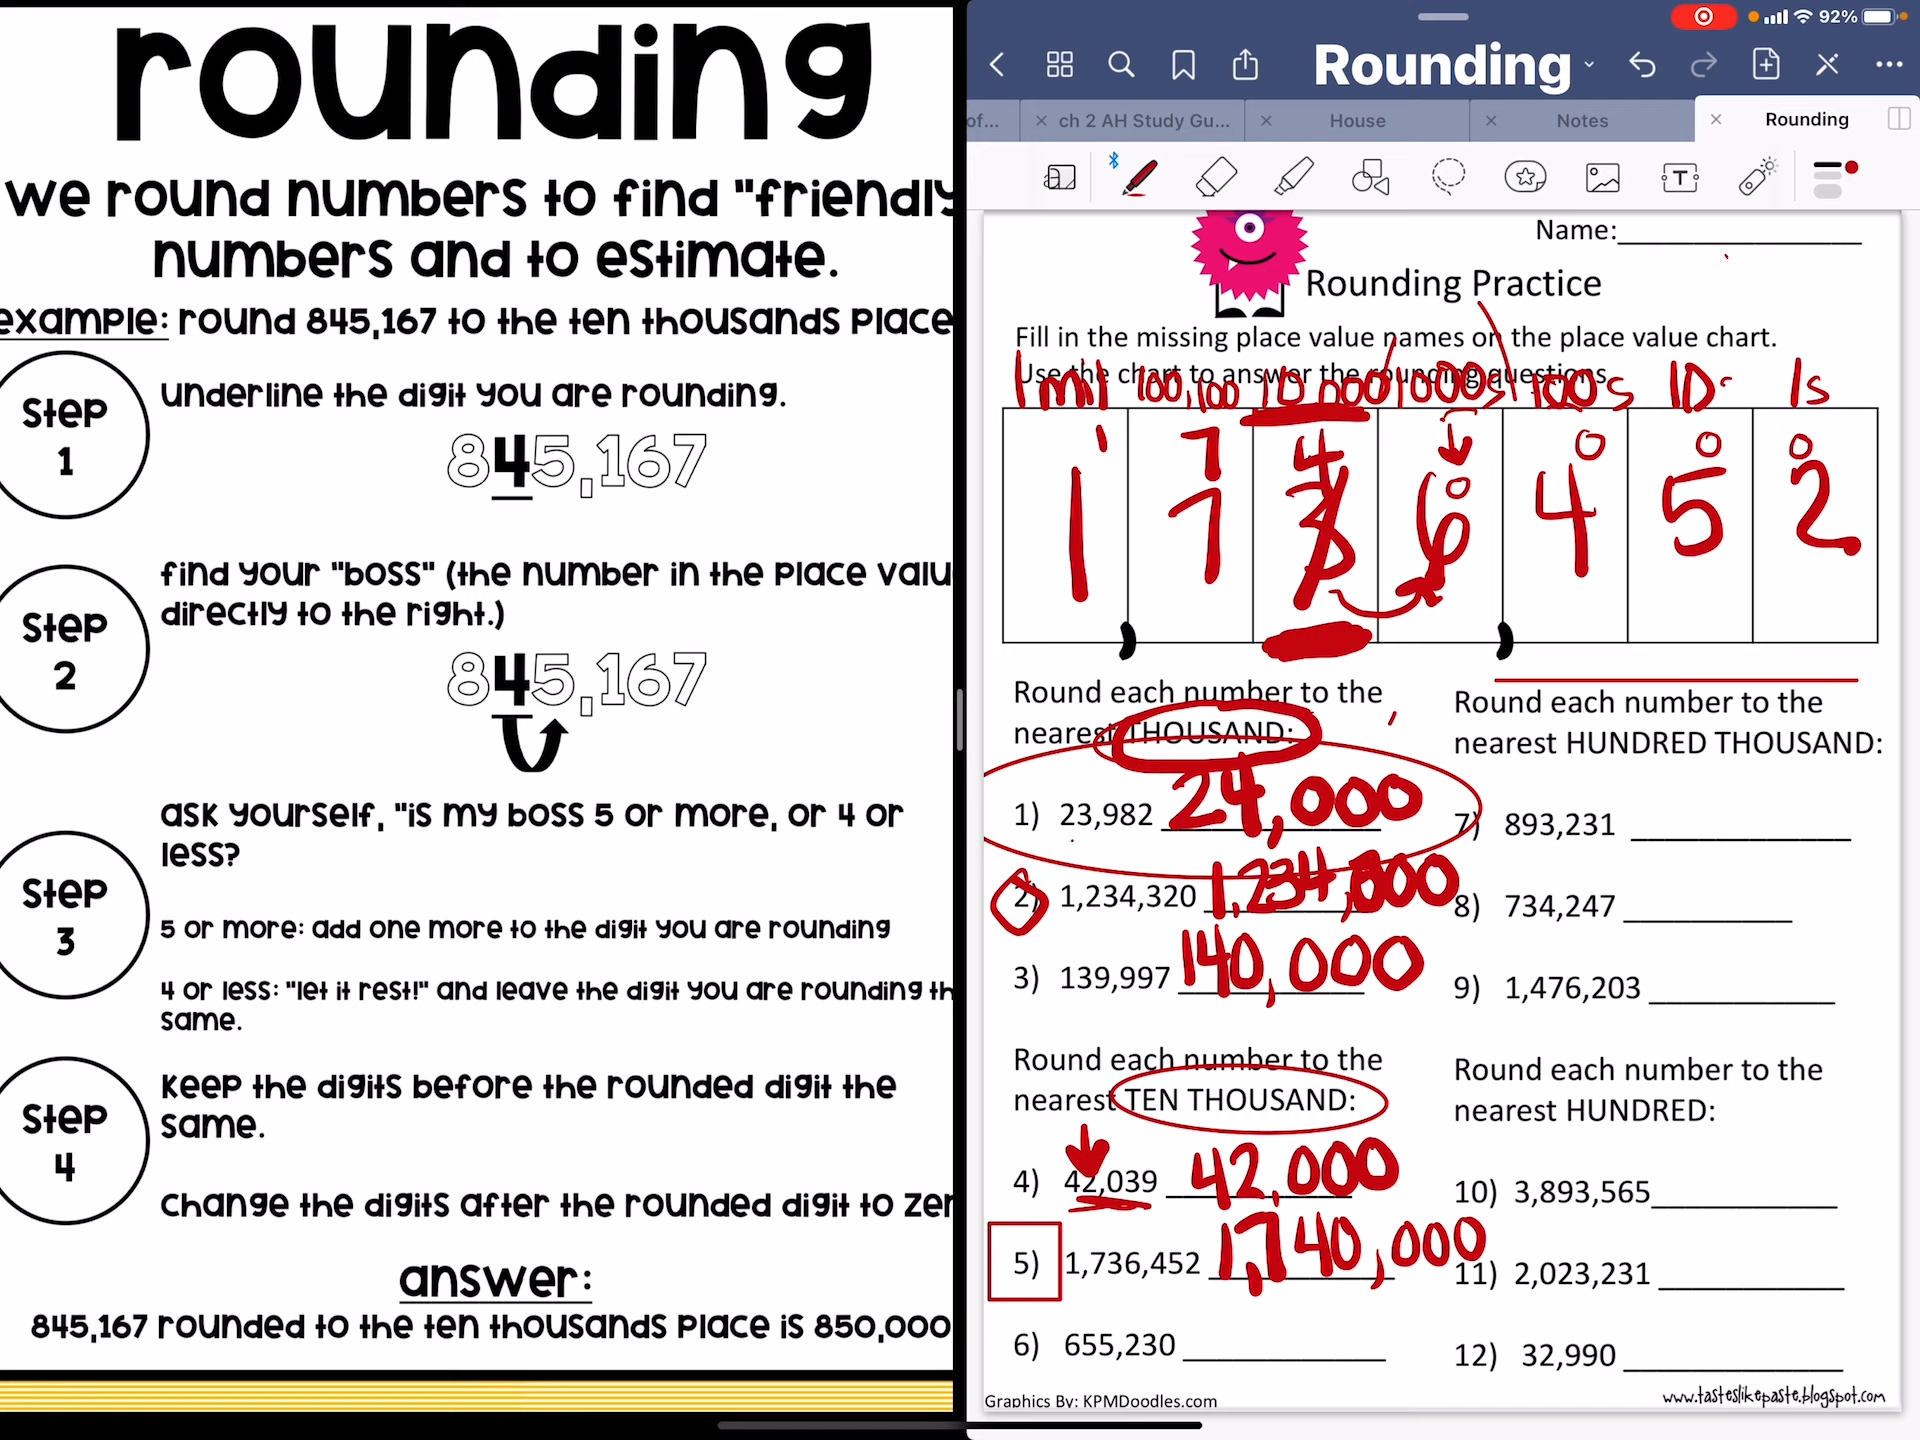 rounding
we round numbers to find "friendly
numbers and to estimate.
example: round 845,167 to the ten thousands place
Step 1
underline the digit you are rounding.
845,167
Step 2
find your "boss" (the number in the place valu
directly to the right.)
845,167
Step 3
ask yourself, "is my boss 5 or more, or 4 or
less?
5 or more: add one more to the digit you are rounding
4 or less: "let it rest!" and leave the digit you are rounding th
same.
Step 4
keep the digits before the rounded digit the
same.
change the digits after the rounded digit to zer
answer:
845,167 rounded to the ten thousands place is 850,000
92%
Rounding
of...
ch 2 AH Study Gu...
House
Notes
Rounding
Name:
Rounding Practice
Fill in the missing place value names on the place value chart.
Use the chart to answer the rounding questions
1mil 100,100 10,000 1000s 100s 10s 1s
1 7 4 0 0 0 0
1 7 3 6 4 5 2
Round each number to the
nearest THOUSAND:
1) 23,982 24,000
2) 1,234,320 1,234,000
3) 139,997 140,000
Round each number to the
nearest TEN THOUSAND:
4) 42,039 42,000
5) 1,736,452 1,740,000
6) 655,230
Graphics By: KPMDoodles.com
Round each number to the
nearest HUNDRED THOUSAND:
7) 893,231
8) 734,247
9) 1,476,203
Round each number to the
nearest HUNDRED:
10) 3,893,565
11) 2,023,231
12) 32,990
www.tasteslikepaste.blogspot.com